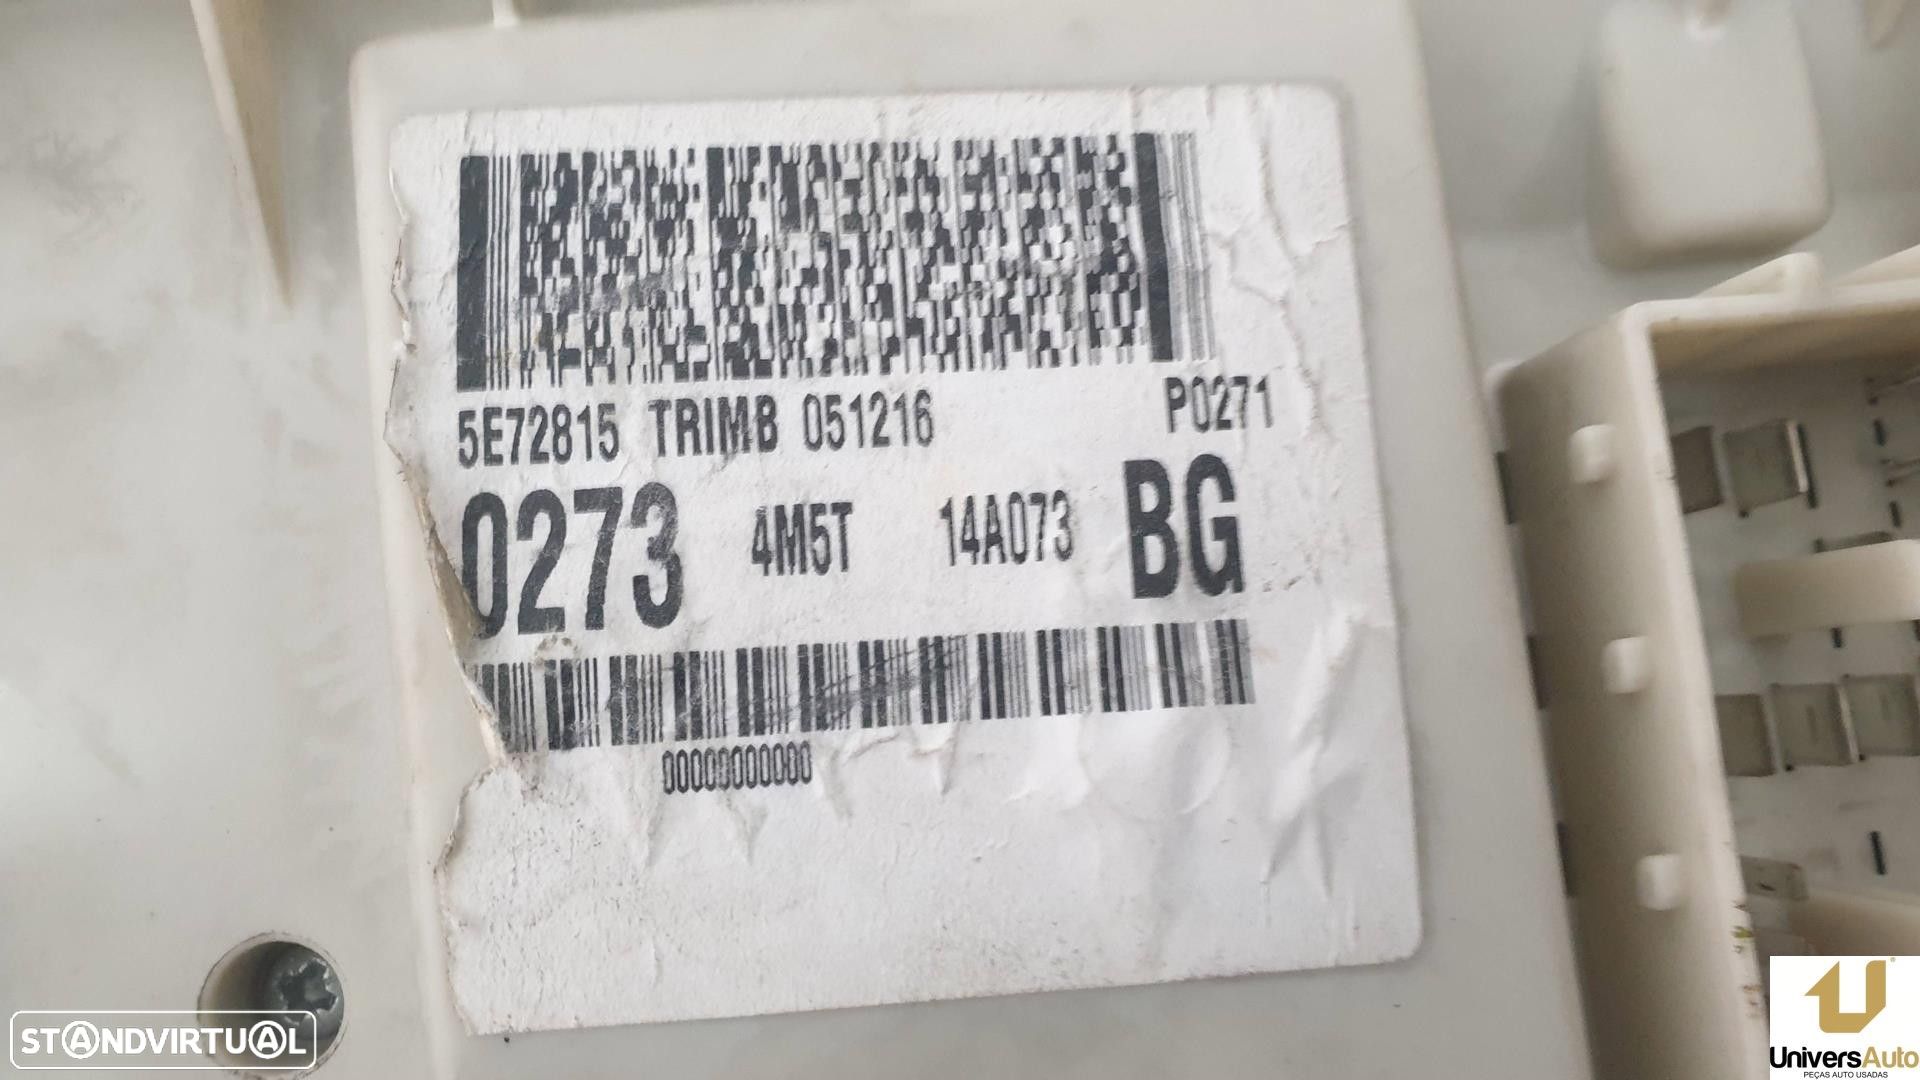 5E72815 TRIMB 051216 P0271
0273 4M5T 14A073 BG
00000000000
STANDVIRTUAL
UniversAuto
PEÇAS AUTO USADAS